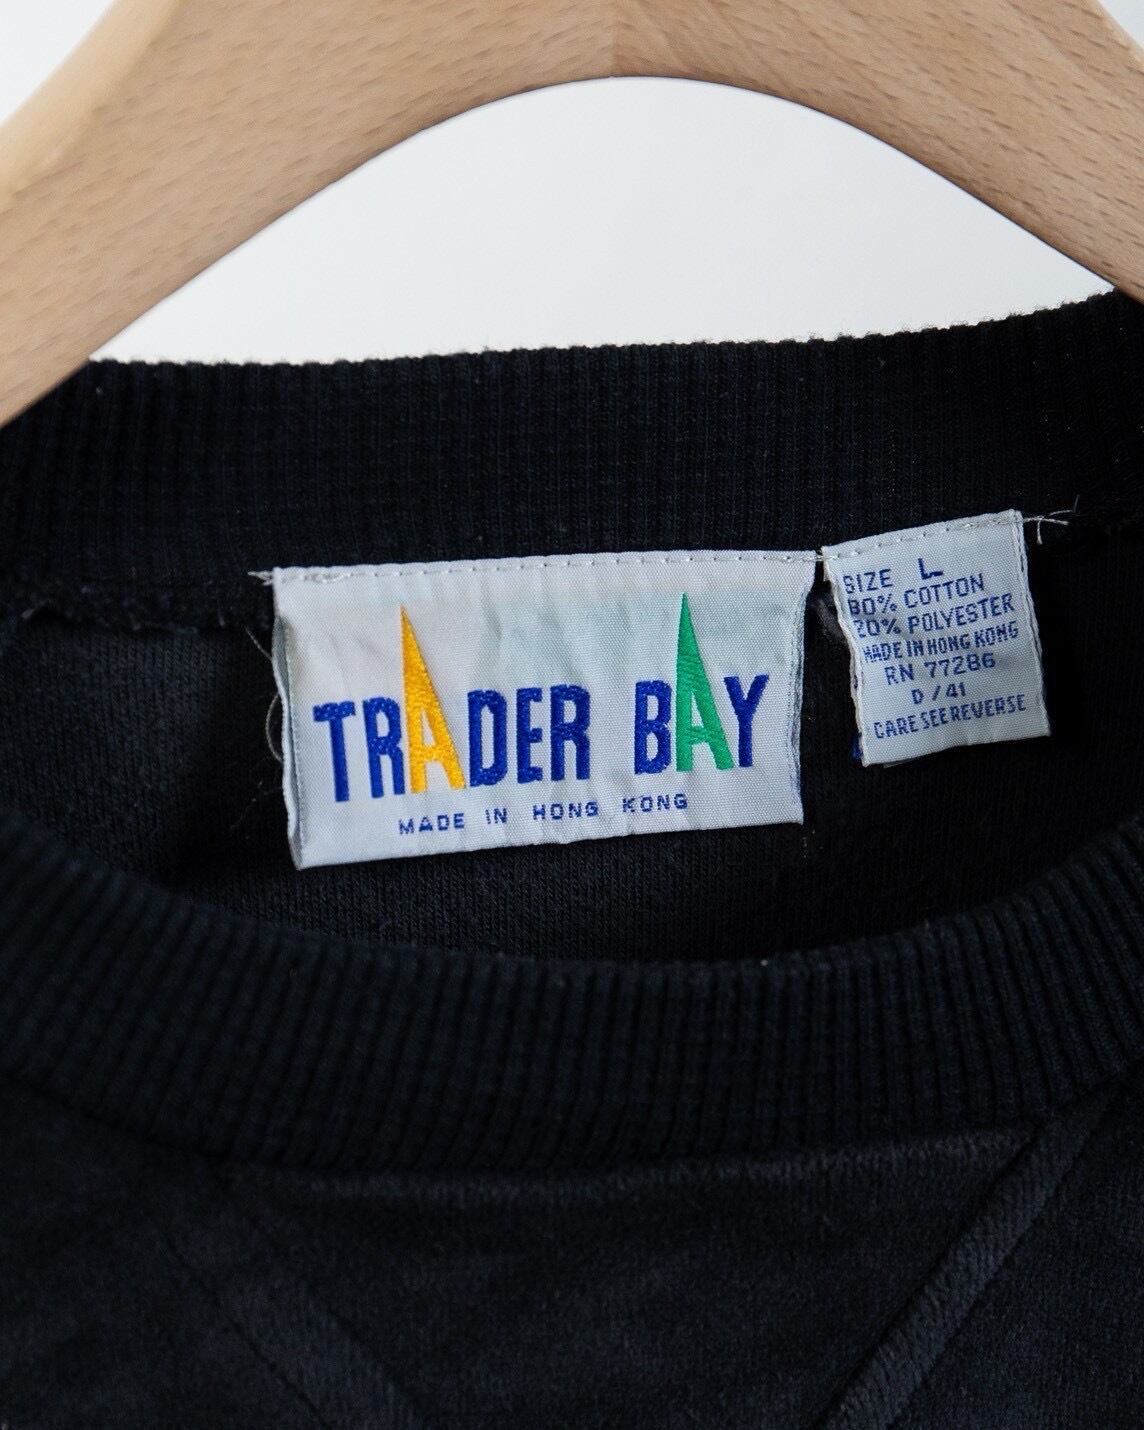 TRADER BAY
MADE IN HONG KONG
SIZE L
80% COTTON
20% POLYESTER
MADE IN HONG KONG
RN 77286
D/41
CARE SEE REVERSE